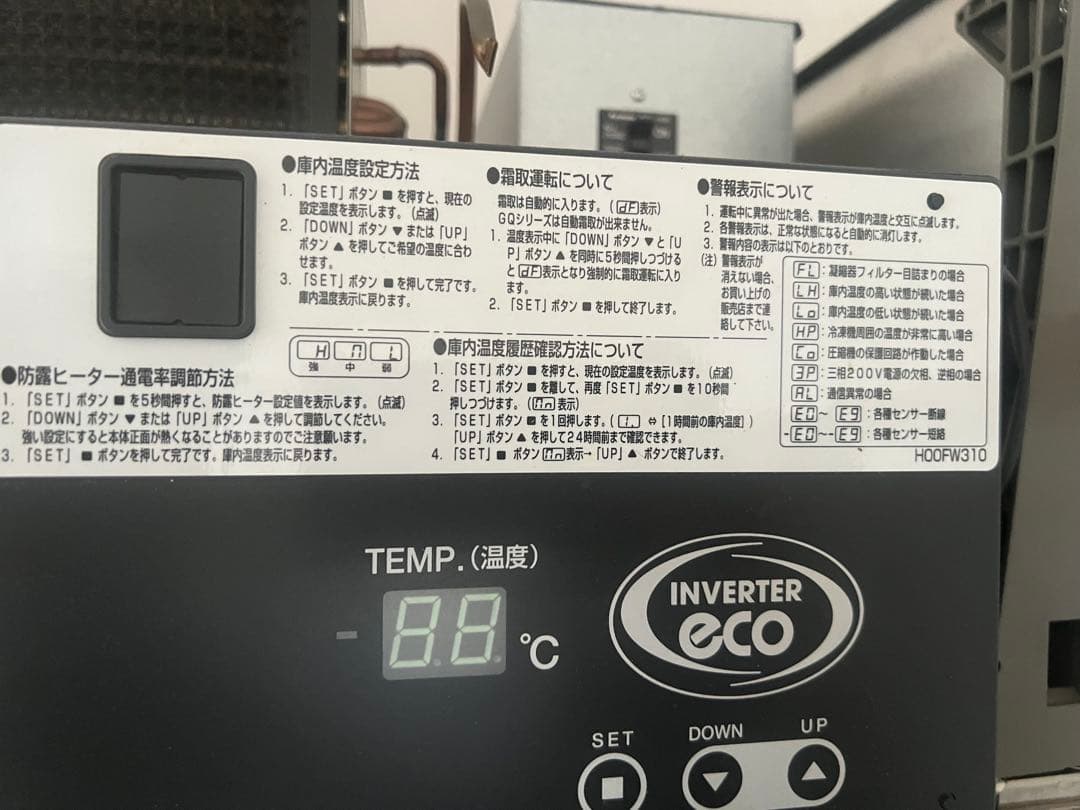 ●庫内温度設定方法
1. 「SET」ボタン ■ を押すと、現在の
設定温度を表示します。(点滅)
2. 「DOWN」ボタン ▼ または「UP」
ボタン ▲ を押してご希望の温度に合わ
せます。
3. 「SET」ボタン ■ を押して完了です。
庫内温度表示に戻ります。
●霜取運転について
霜取は自動的に入ります。(dF表示)
GQシリーズは自動霜取が出来ません。
1. 温度表示中に「DOWN」ボタン ▼ と「U
P」ボタン ▲ を同時に5秒間押しつづける
と dF 表示となり強制的に霜取運転に入り
ます。
2. 「SET」ボタン ■ を押して終了します。
●警報表示について
1. 運転中に異常が出た場合、警報表示が庫内温度と交互に点滅します。
2. 各警報表示は、正常な状態になると自動的に消灯します。
3. 警報内容の表示は以下のとおりです。
(注) 警報表示が
消えない場合、
お買い上げの
販売店まで連
絡して下さい。
FL:凝縮器フィルター目詰まりの場合
LH:庫内温度の高い状態が続いた場合
Lo:庫内温度の低い状態が続いた場合
HP:冷凍機周囲の温度が非常に高い場合
Co:圧縮機の保護回路が作動した場合
3P:三相200V電源の欠相、逆相の場合
AL:通信異常の場合
E0～E9:各種センサー断線
-E0～-E9:各種センサー短絡
H00FW310
●防露ヒーター通電率調節方法
H П L
強 中 弱
1. 「SET」ボタン ■ を5秒間押すと、防露ヒーター設定値を表示します。(点滅)
2. 「DOWN」ボタン ▼ または「UP」ボタン ▲ を押して調節してください。
強い設定にすると本体正面が熱くなることがありますのでご注意願います。
3. 「SET」 ■ ボタンを押して完了です。庫内温度表示に戻ります。
●庫内温度履歴確認方法について
1. 「SET」ボタン ■ を押すと、現在の設定温度を表示します。(点滅)
2. 「SET」ボタン ■ を離して、再度「SET」ボタン ■ を10秒間
押しつづけます。(Пn表示)
3. 「SET」ボタン ■ を1回押します。(1. ⇔ [1時間前の庫内温度])
「UP」ボタン ▲ を押して24時間前まで確認できます。
4. 「SET」 ■ ボタン Пn 表示→「UP」 ▲ ボタンで終了します。
TEMP.(温度)
-88℃
INVERTER
eco
SET DOWN UP